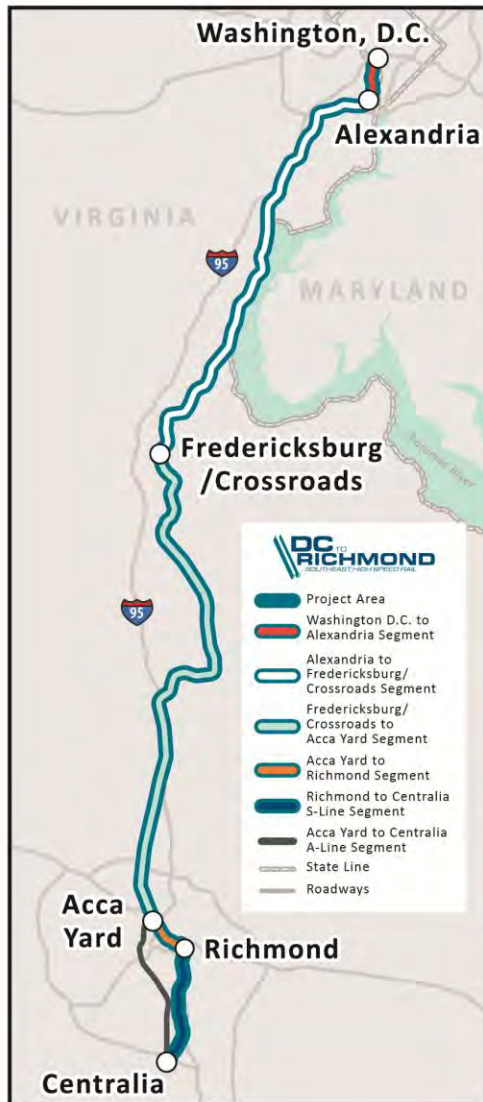 Washington, D.C.
Alexandria
VIRGINIA
95
MARYLAND
Potomac River
Fredericksburg
/Crossroads
DC TO
RICHMOND
SOUTHEAST HIGH SPEED RAIL
Project Area
Washington D.C. to
Alexandria Segment
95
Alexandria to
Fredericksburg/
Crossroads Segment
Fredericksburg/
Crossroads to
Acca Yard Segment
Acca Yard to
Richmond Segment
Richmond to Centralia
S-Line Segment
Acca Yard to Centralia
A-Line Segment
State Line
Roadways
Acca
Yard
Richmond
Centralia